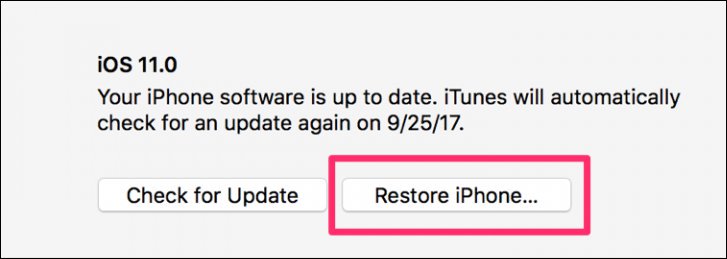 iOS 11.0
Your iPhone software is up to date. iTunes will automatically
check for an update again on 9/25/17.
Check for Update
Restore iPhone...